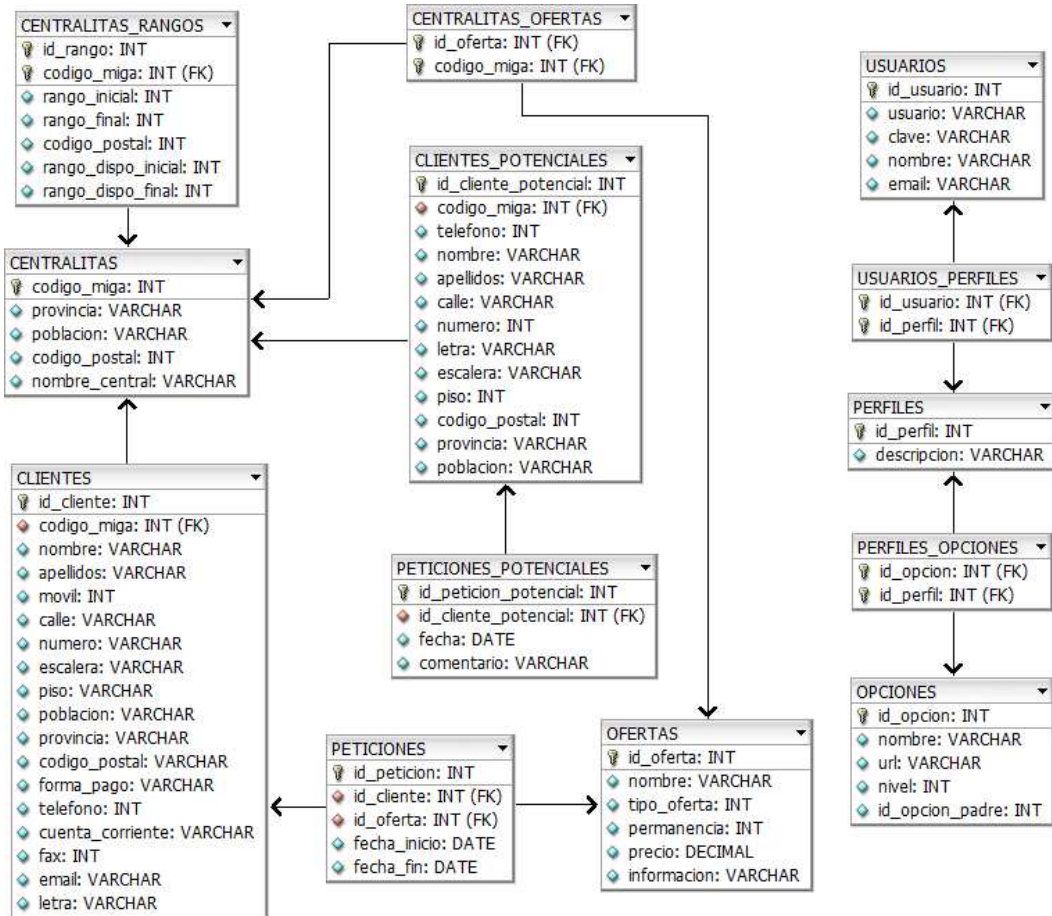 CENTRALITAS_RANGOS
id_rango: INT
codigo_miga: INT (FK)
rango_inicial: INT
rango_final: INT
codigo_postal: INT
rango_dispo_inicial: INT
rango_dispo_final: INT
CENTRALITAS_OFERTAS
id_oferta: INT (FK)
codigo_miga: INT (FK)
USUARIOS
id_usuario: INT
usuario: VARCHAR
clave: VARCHAR
nombre: VARCHAR
email: VARCHAR
CLIENTES_POTENCIALES
id_cliente_potencial: INT
codigo_miga: INT (FK)
telefono: INT
nombre: VARCHAR
apellidos: VARCHAR
calle: VARCHAR
numero: INT
letra: VARCHAR
escalera: VARCHAR
piso: INT
codigo_postal: INT
provincia: VARCHAR
poblacion: VARCHAR
CENTRALITAS
codigo_miga: INT
provincia: VARCHAR
poblacion: VARCHAR
codigo_postal: INT
nombre_central: VARCHAR
USUARIOS_PERFILES
id_usuario: INT (FK)
id_perfil: INT (FK)
PERFILES
id_perfil: INT
descripcion: VARCHAR
CLIENTES
id_cliente: INT
codigo_miga: INT (FK)
nombre: VARCHAR
apellidos: VARCHAR
movil: INT
calle: VARCHAR
numero: VARCHAR
escalera: VARCHAR
piso: VARCHAR
poblacion: VARCHAR
provincia: VARCHAR
codigo_postal: VARCHAR
forma_pago: VARCHAR
telefono: INT
cuenta_corriente: VARCHAR
fax: INT
email: VARCHAR
letra: VARCHAR
PETICIONES_POTENCIALES
id_peticion_potencial: INT
id_cliente_potencial: INT (FK)
fecha: DATE
comentario: VARCHAR
PERFILES_OPCIONES
id_opcion: INT (FK)
id_perfil: INT (FK)
PETICIONES
id_peticion: INT
id_cliente: INT (FK)
id_oferta: INT (FK)
fecha_inicio: DATE
fecha_fin: DATE
OFERTAS
id_oferta: INT
nombre: VARCHAR
tipo_oferta: INT
permanencia: INT
precio: DECIMAL
informacion: VARCHAR
OPCIONES
id_opcion: INT
nombre: VARCHAR
url: VARCHAR
nivel: INT
id_opcion_padre: INT